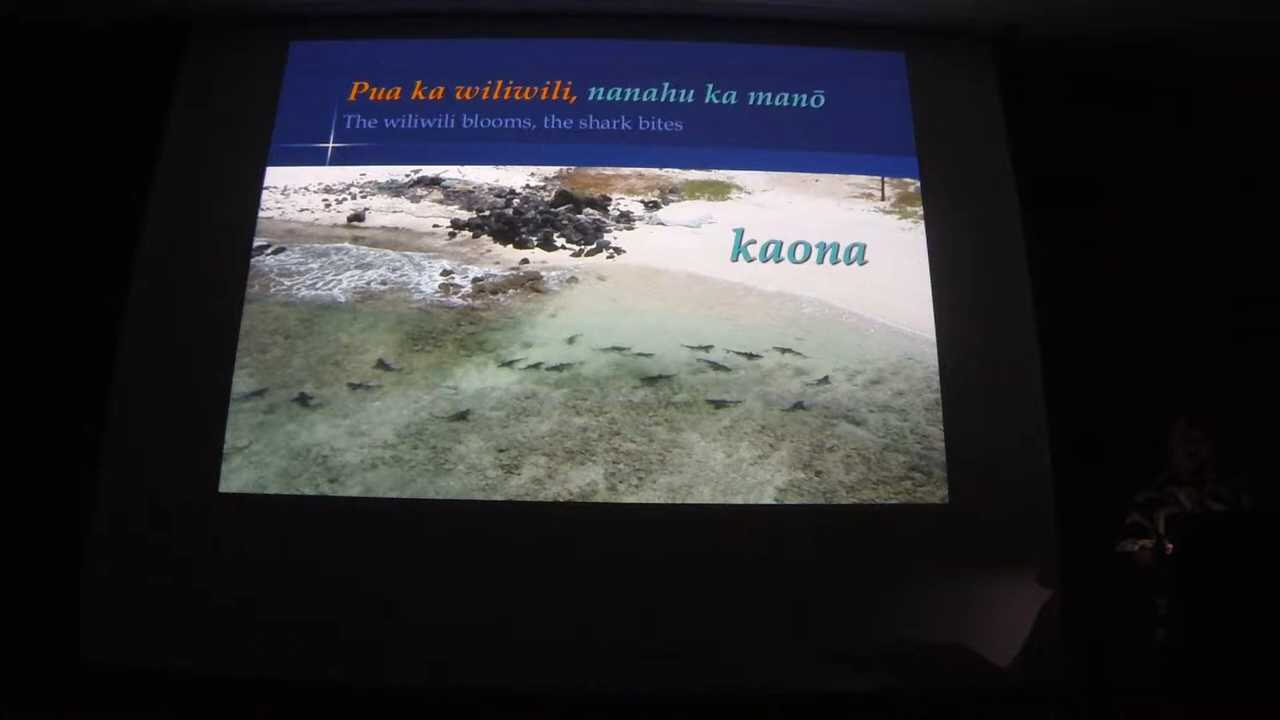 Pua ka wiliwili, nanahu ka manō
The wiliwili blooms, the shark bites
kaona